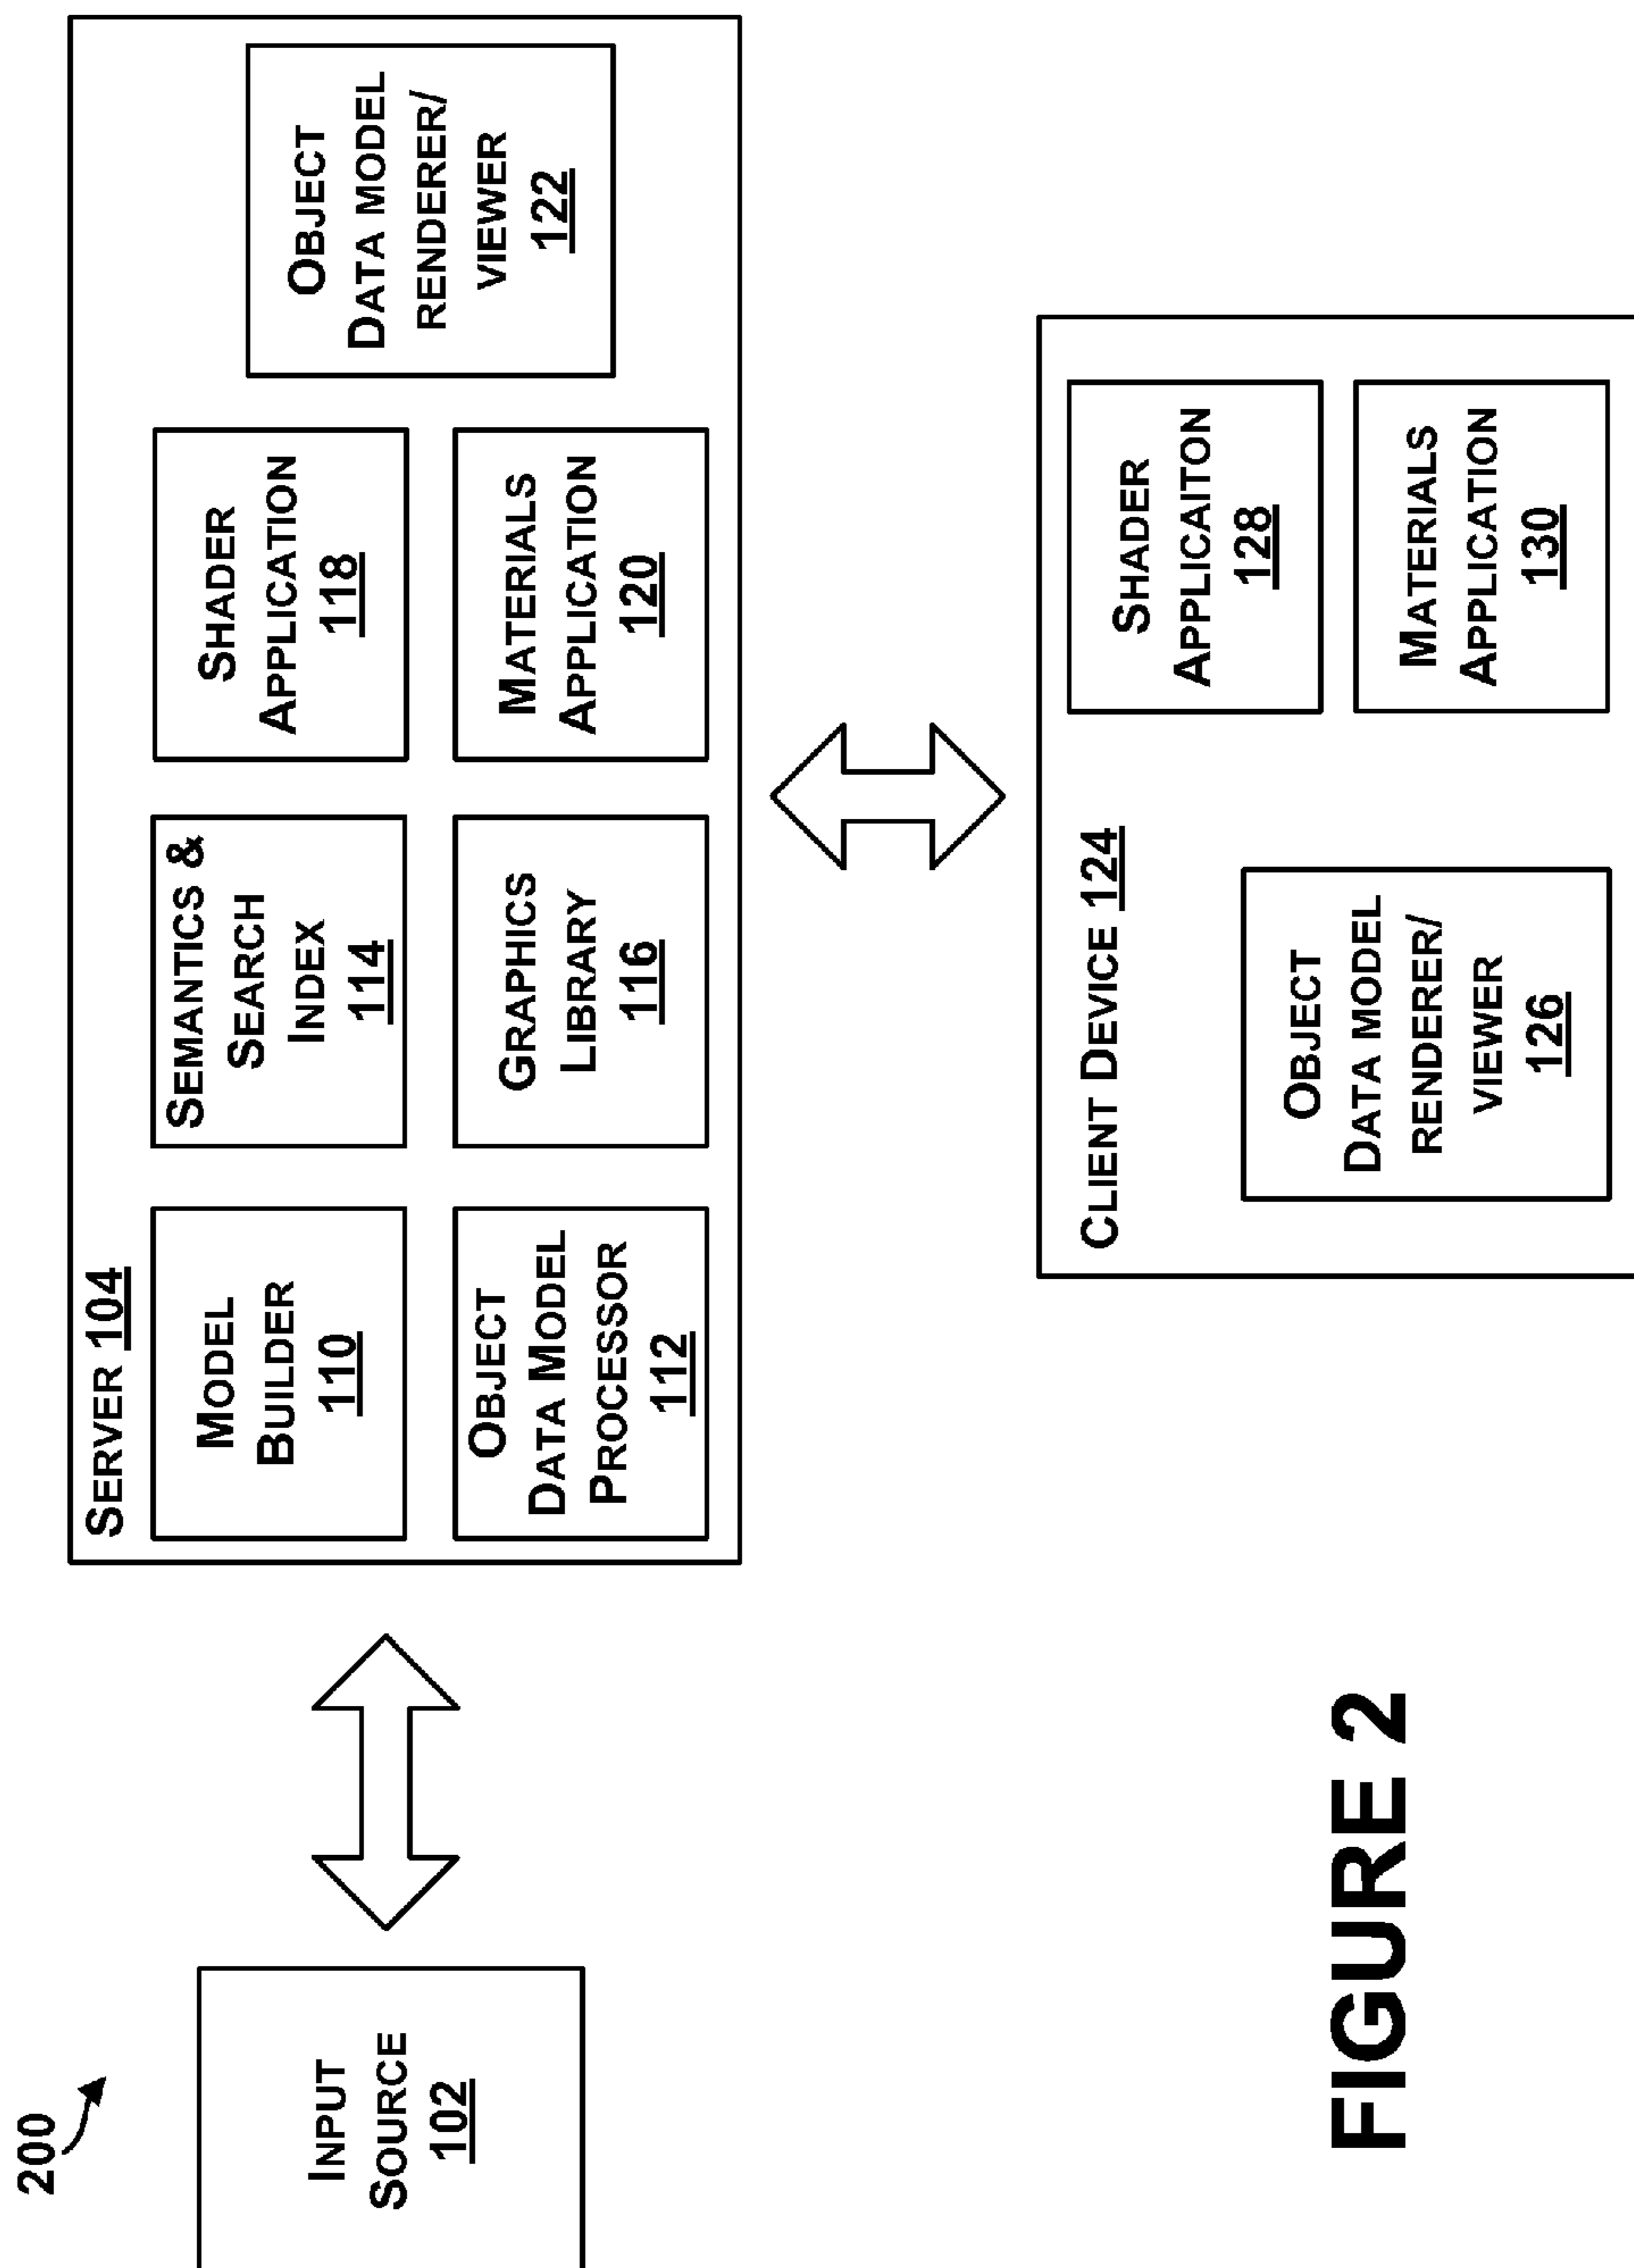 200
INPUT
SOURCE
102
SERVER 104
MODEL
BUILDER
110
OBJECT
DATA MODEL
PROCESSOR
112
SEMANTICS &
SEARCH
INDEX
114
GRAPHICS
LIBRARY
116
SHADER
APPLICATION
118
MATERIALS
APPLICATION
120
OBJECT
DATA MODEL
RENDERER/
VIEWER
122
CLIENT DEVICE 124
OBJECT
DATA MODEL
RENDERER/
VIEWER
126
SHADER
APPLICAITON
128
MATERIALS
APPLICATION
130
FIGURE 2